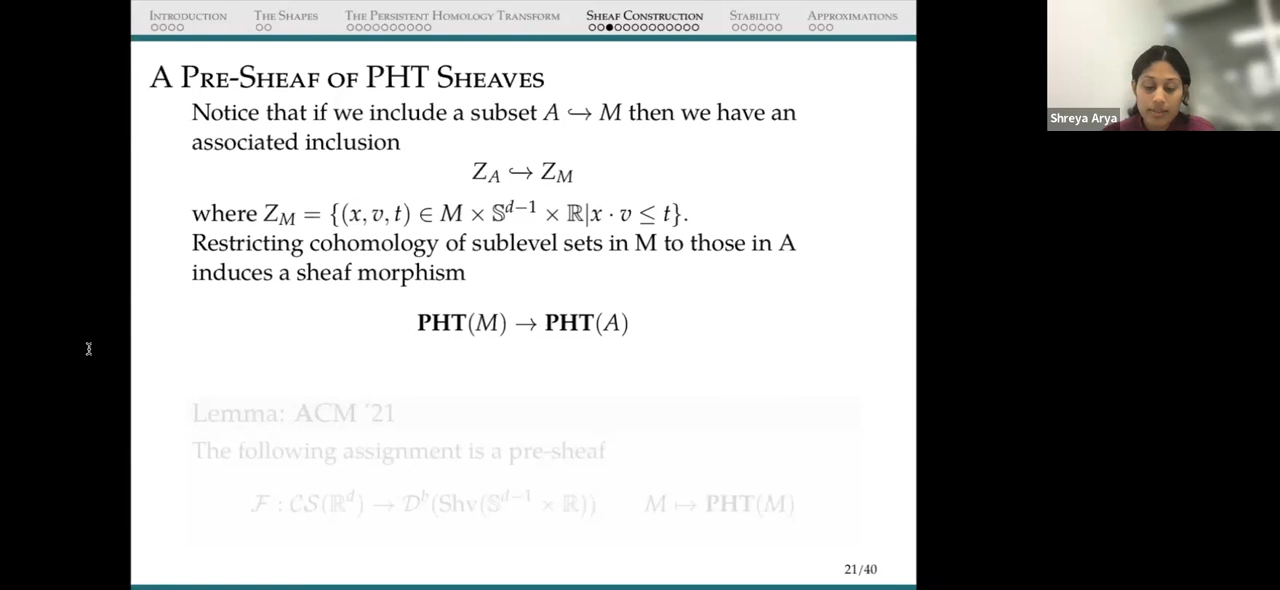 INTRODUCTION THE SHAPES THE PERSISTENT HOMOLOGY TRANSFORM SHEAF CONSTRUCTION STABILITY APPROXIMATIONS
A PRE-SHEAF OF PHT SHEAVES
Notice that if we include a subset A ↪ M then we have an
associated inclusion
Z_A ↪ Z_M
where Z_M = {(x, v, t) ∈ M × 𝕊^{d−1} × ℝ|x · v ≤ t}.
Restricting cohomology of sublevel sets in M to those in A
induces a sheaf morphism
PHT(M) → PHT(A)
Lemma: ACM '21
The following assignment is a pre-sheaf
ℱ : 𝒞𝒮(ℝ^d) → 𝒟^b(Shv(𝕊^{d−1} × ℝ)) M ↦ PHT(M)
21/40
Shreya Arya